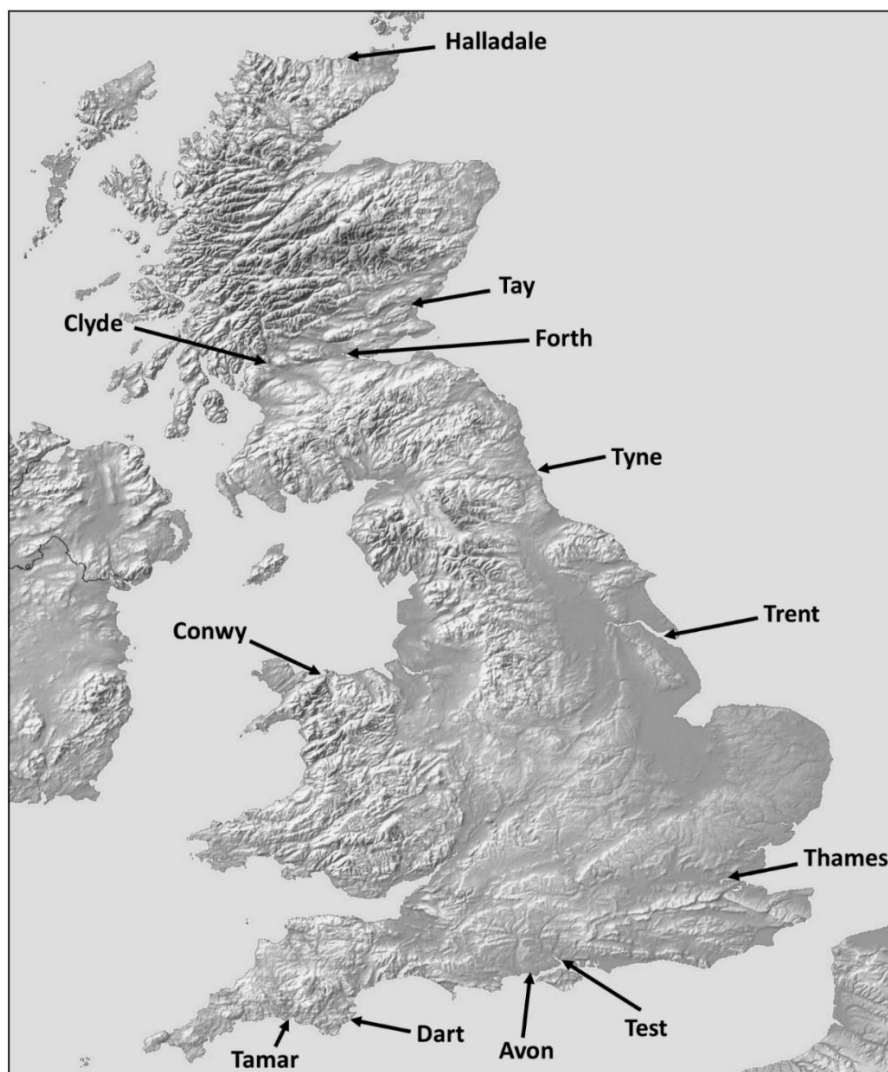 Halladale
Tay
Clyde
Forth
Tyne
Trent
Conwy
Thames
Test
Dart
Avon
Tamar